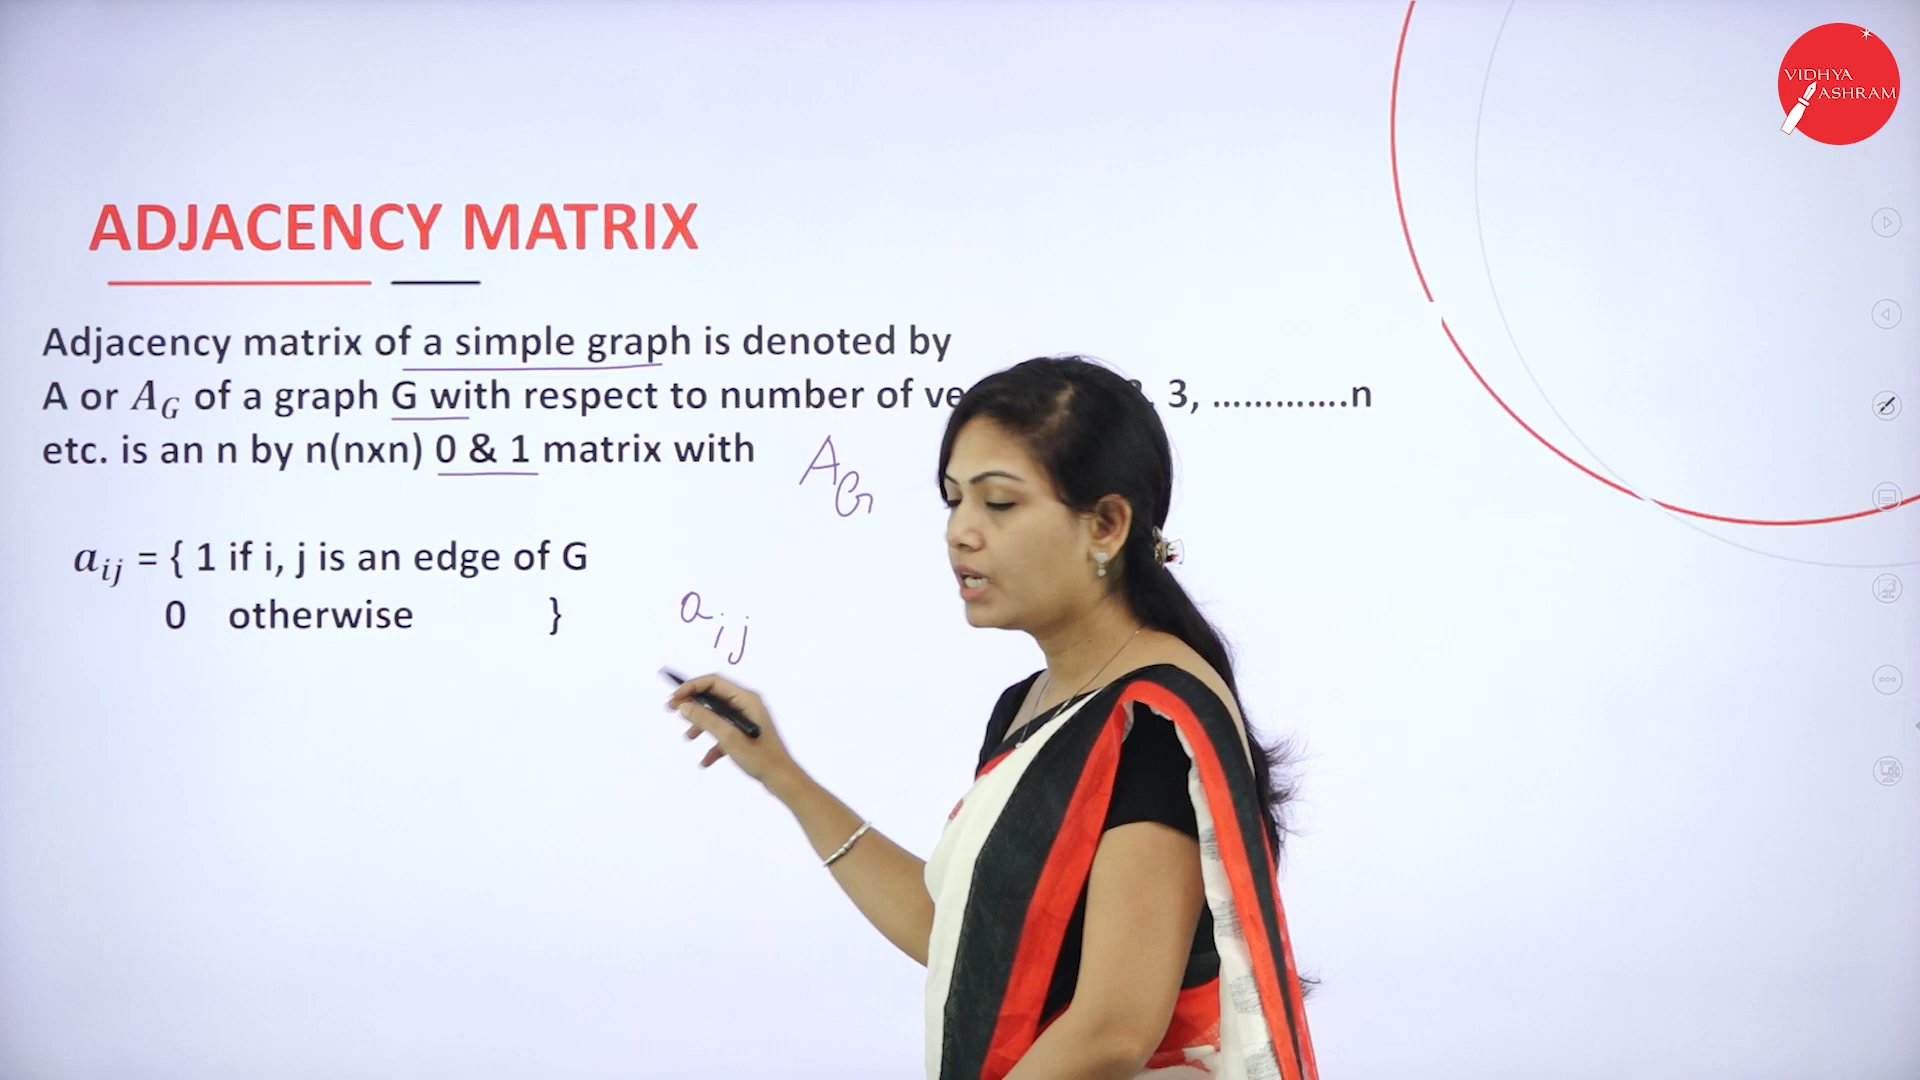 VIDHYA
ASHRAM
ADJACENCY MATRIX
Adjacency matrix of a simple graph is denoted by
A or A_G of a graph G with respect to number of 3, .............n
etc. is an n by n(nxn) 0 & 1 matrix with
A_G
a_ij = { 1 if i, j is an edge of G
0 otherwise }
a_ij